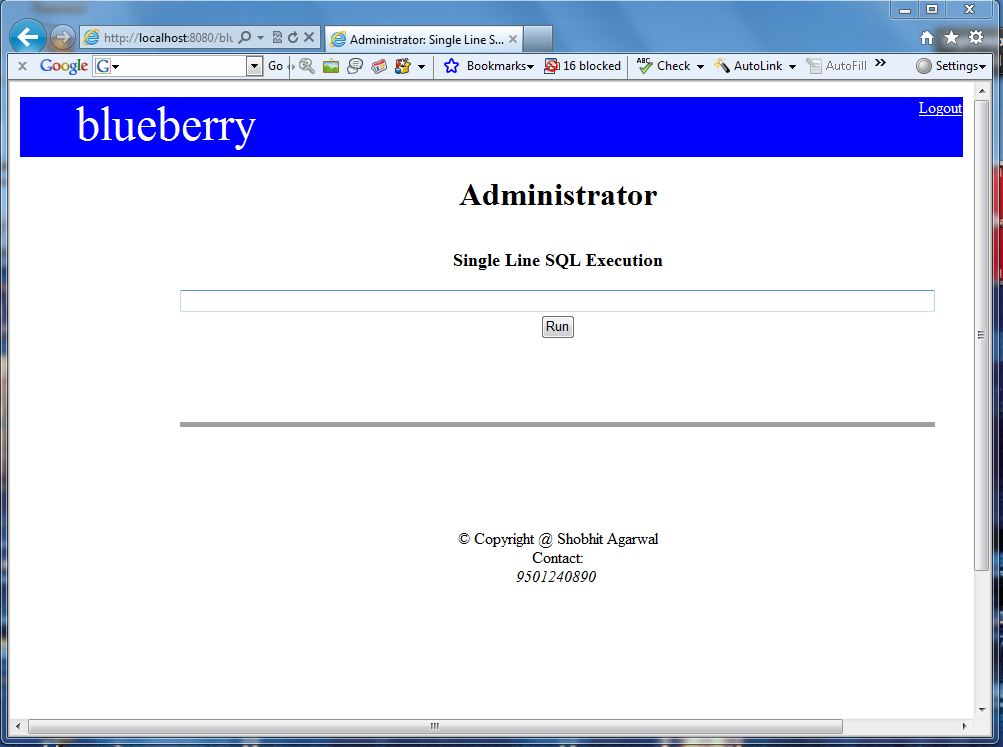 http://localhost:8080/blu
Administrator: Single Line S...
Google
G
Go
Bookmarks
16 blocked
ABC
Check
AutoLink
AutoFill
Settings
blueberry
Logout
Administrator
Single Line SQL Execution
Run
© Copyright @ Shobhit Agarwal
Contact:
9501240890